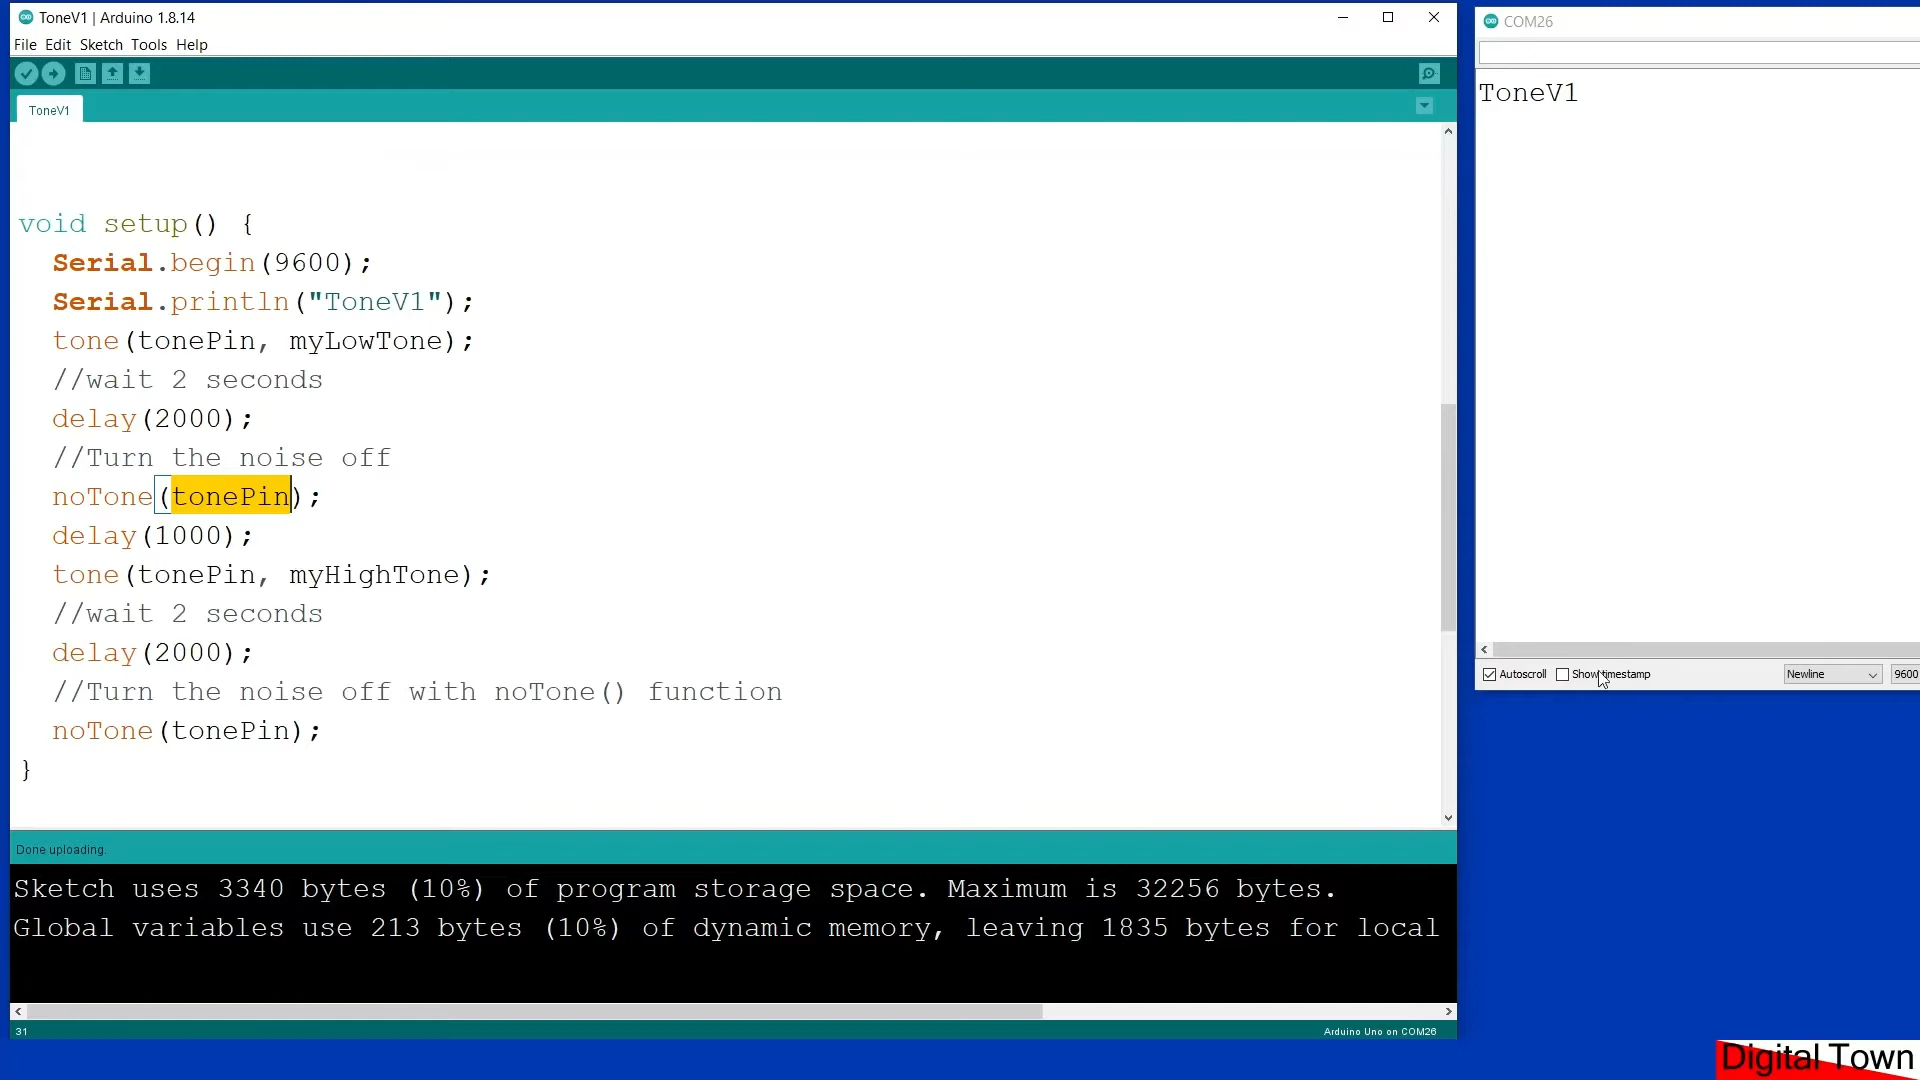 ToneV1 | Arduino 1.8.14
File Edit Sketch Tools Help
ToneV1
void setup() {
Serial.begin(9600);
Serial.println("ToneV1");
tone(tonePin, myLowTone);
//wait 2 seconds
delay(2000);
//Turn the noise off
noTone(tonePin);
delay(1000);
tone(tonePin, myHighTone);
//wait 2 seconds
delay(2000);
//Turn the noise off with noTone() function
noTone(tonePin);
}
Done uploading.
Sketch uses 3340 bytes (10%) of program storage space. Maximum is 32256 bytes.
Global variables use 213 bytes (10%) of dynamic memory, leaving 1835 bytes for local
31
Arduino Uno on COM26
COM26
ToneV1
Autoscroll Show timestamp Newline 9600
Digital Town